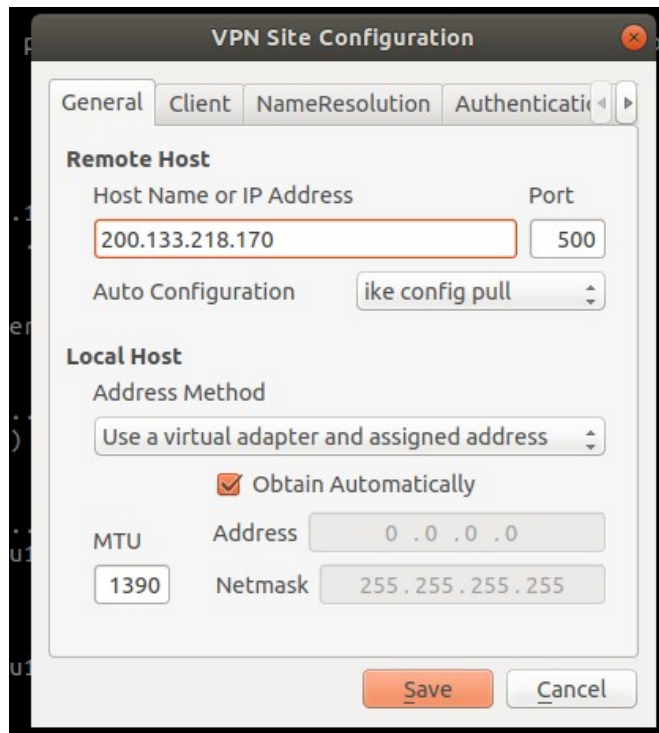 VPN Site Configuration
General Client NameResolution
Remote Host
Host Name or IP Address Port
200.133.218.170 500
Auto Configuration ike config pull
Local Host
Address Method
Use a virtual adapter and assigned address
Obtain Automatically
MTU Address 0 . 0 . 0 . 0
1390 Netmask 255 . 255 . 255 . 255
Save Cancel